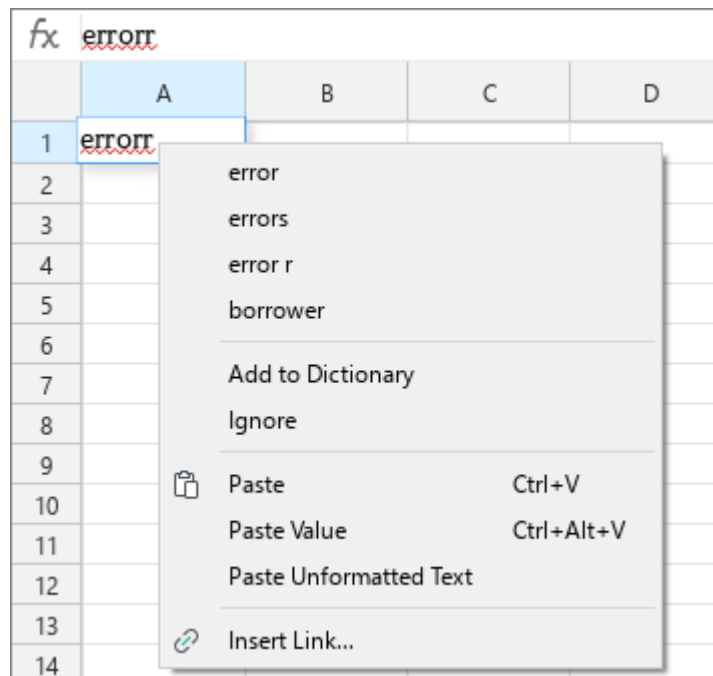 fx errorr
A B C D
1 errorr
error
2
errors
3
error r
4
borrower
5
6
Add to Dictionary
7
Ignore
8
9
Paste Ctrl+V
10
Paste Value Ctrl+Alt+V
11
Paste Unformatted Text
12
13
Insert Link...
14